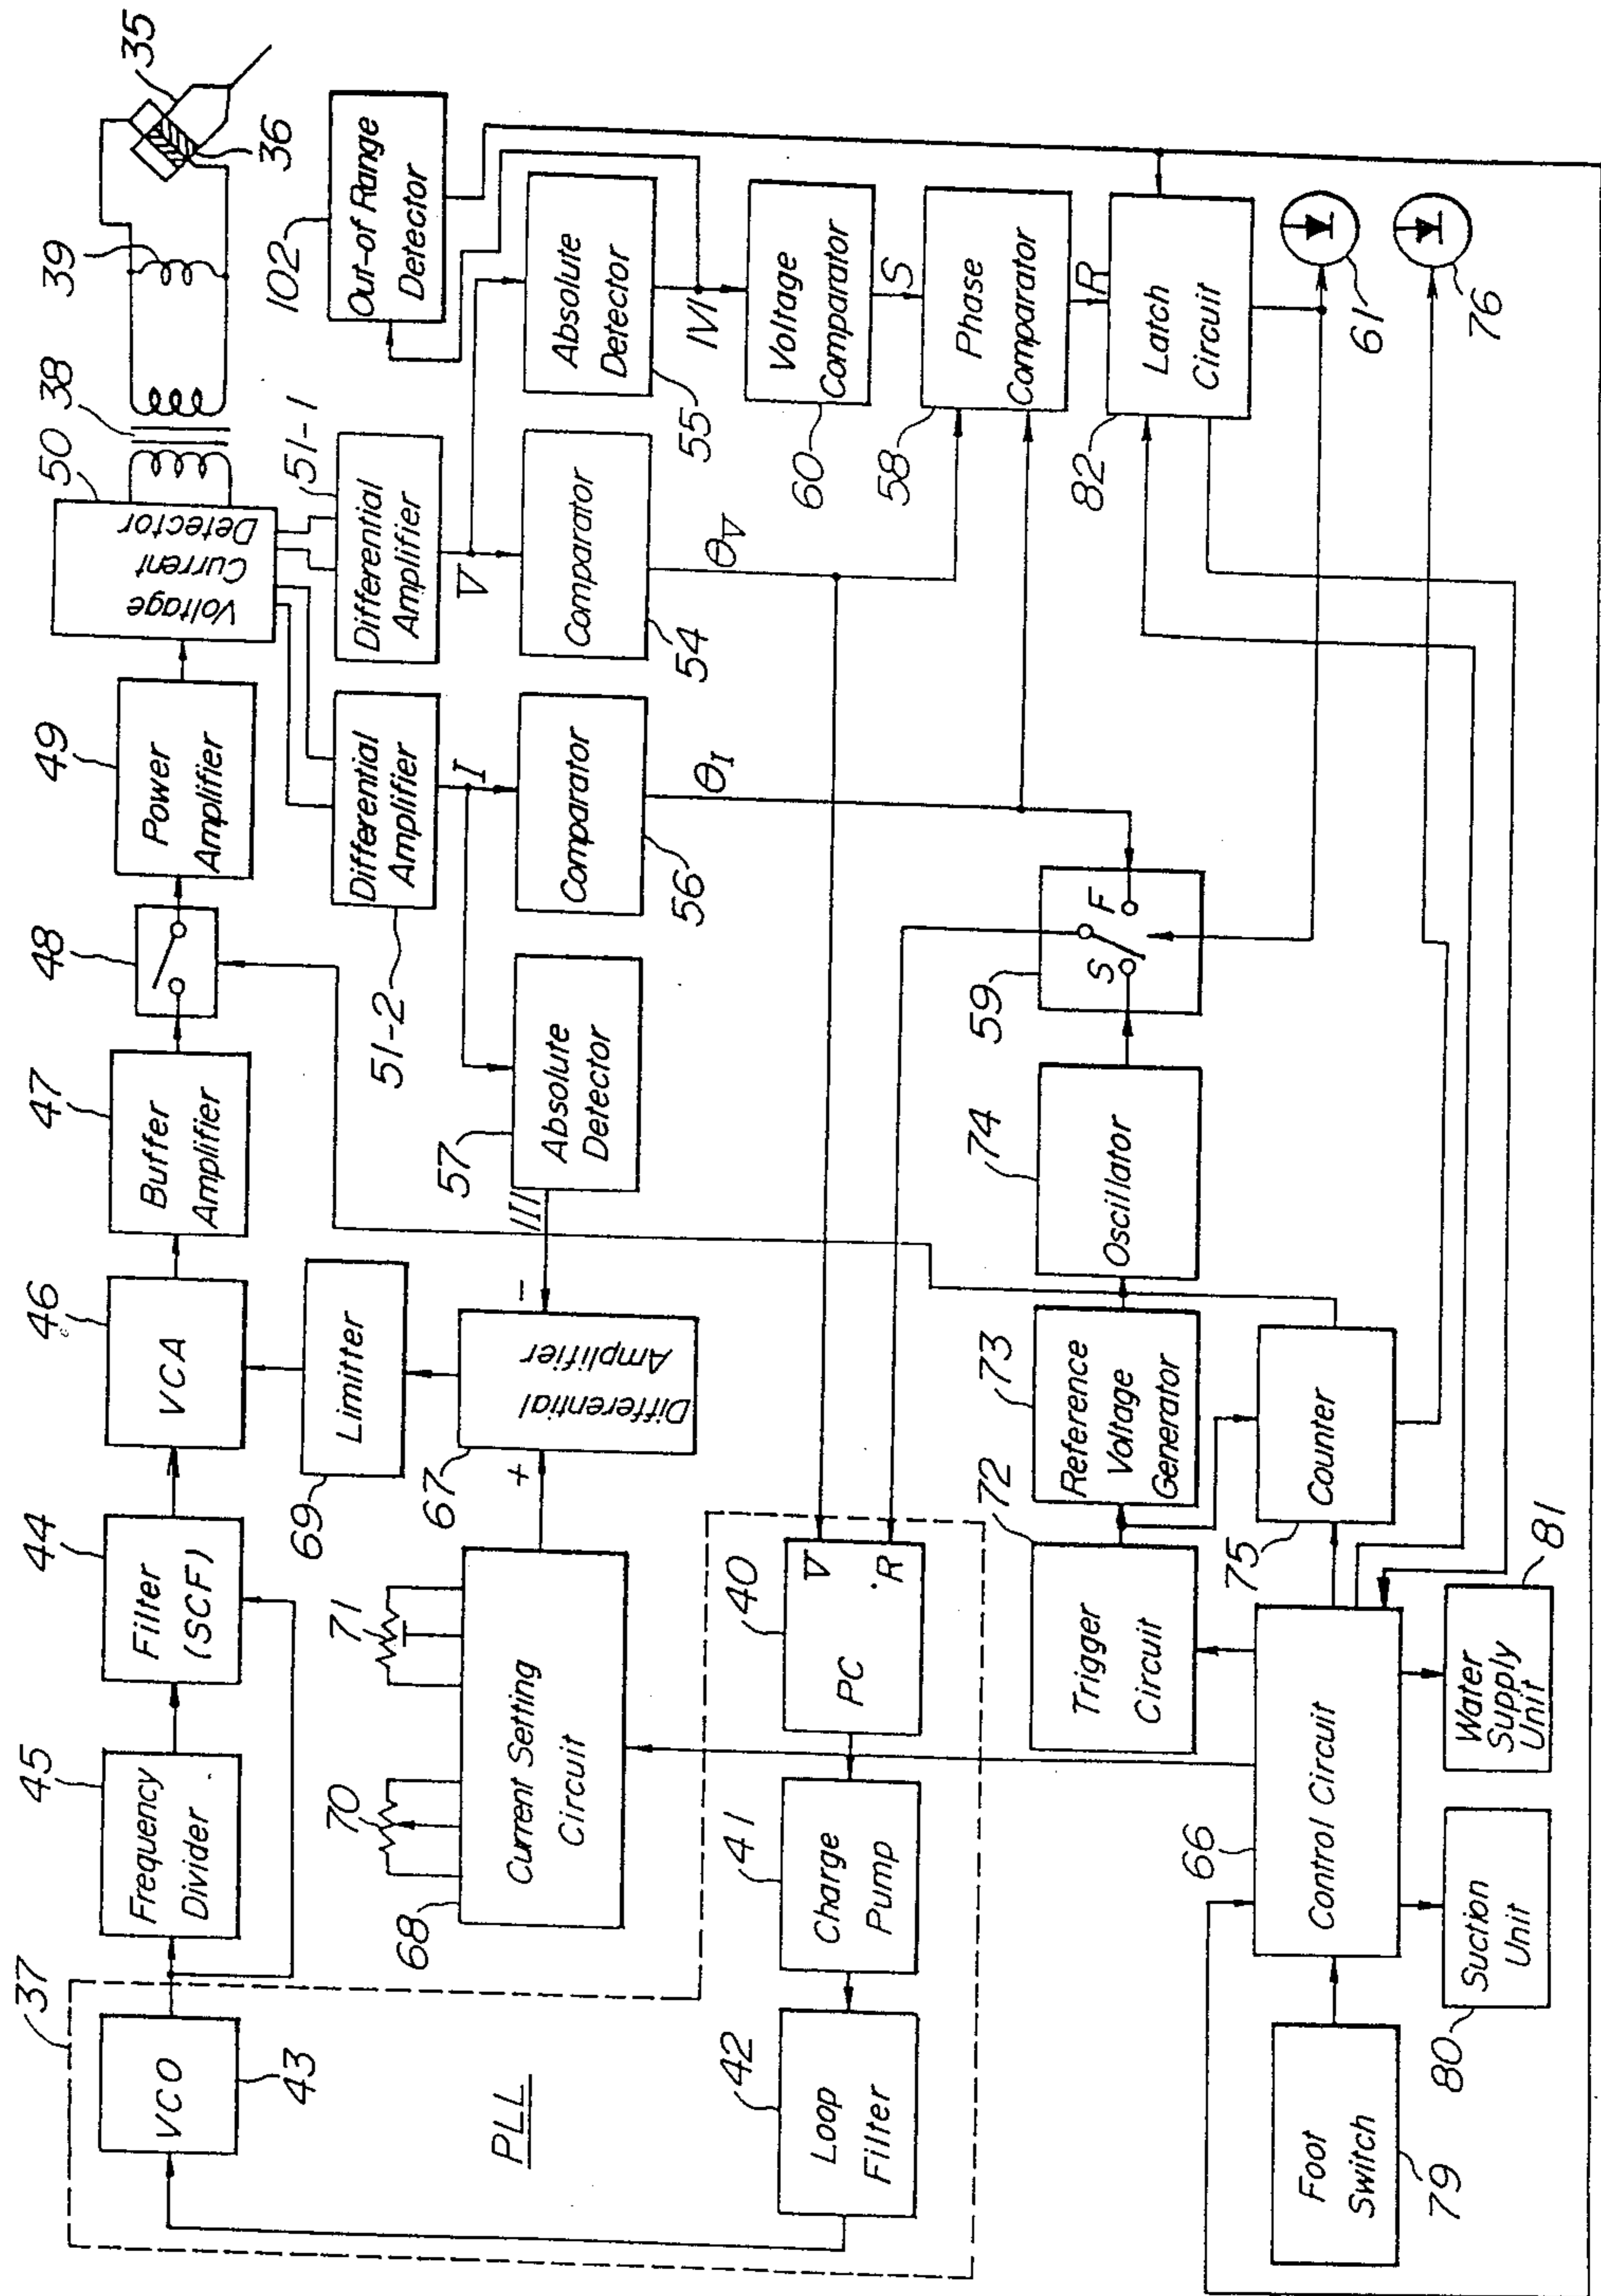 37
VCO
43
PLL
45
Frequency
Divider
44
Filter
(SCF)
46
VCA
47
Buffer
Amplifier
48
49
Power
Amplifier
50
Voltage
Current
Detector
38
39
35
36
70
71
68
Current Setting
Circuit
69
Limitter
67
Differential
Amplifier
+
-
51-2
Differential
Amplifier
I
51-1
Differential
Amplifier
V
102
Out-of Range
Detector
57
Absolute
Detector
|I|
56
Comparator
θI
54
Comparator
θV
55
Absolute
Detector
|V|
60
Voltage
Comparator
S
42
Loop
Filter
41
Charge
Pump
40
PC
V
R
58
Phase
Comparator
R
72
Trigger
Circuit
73
Reference
Voltage
Generator
74
Oscillator
59
S
F
82
Latch
Circuit
79
Foot
Switch
66
Control Circuit
75
Counter
61
76
80
Suction
Unit
81
Water
Supply
Unit